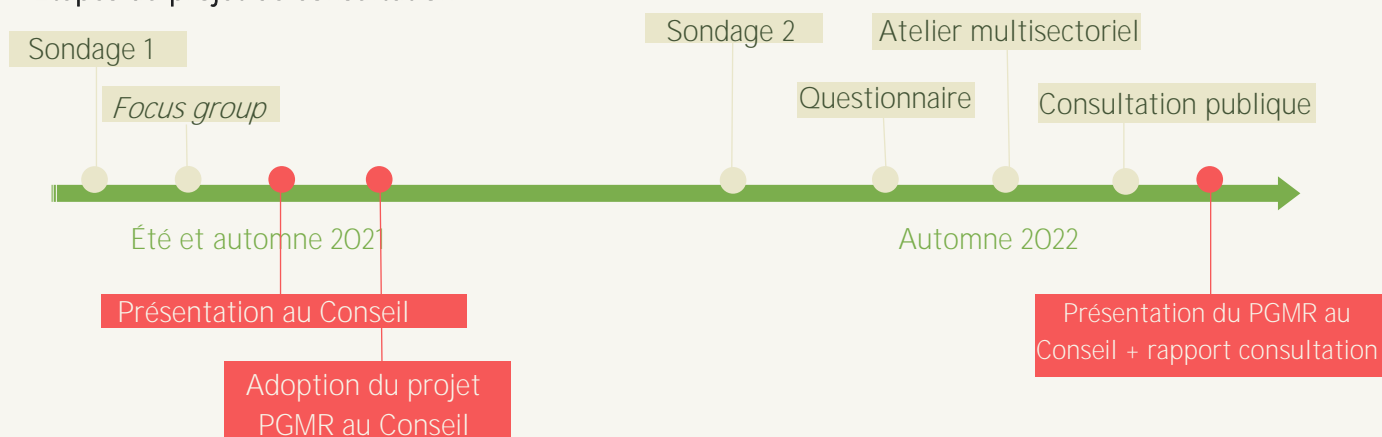 Sondage 1
Focus group
Sondage 2
Atelier multisectoriel
Questionnaire
Consultation publique
Été et automne 2021
Automne 2022
Présentation au Conseil
Adoption du projet
PGMR au Conseil
Présentation du PGMR au
Conseil + rapport consultation